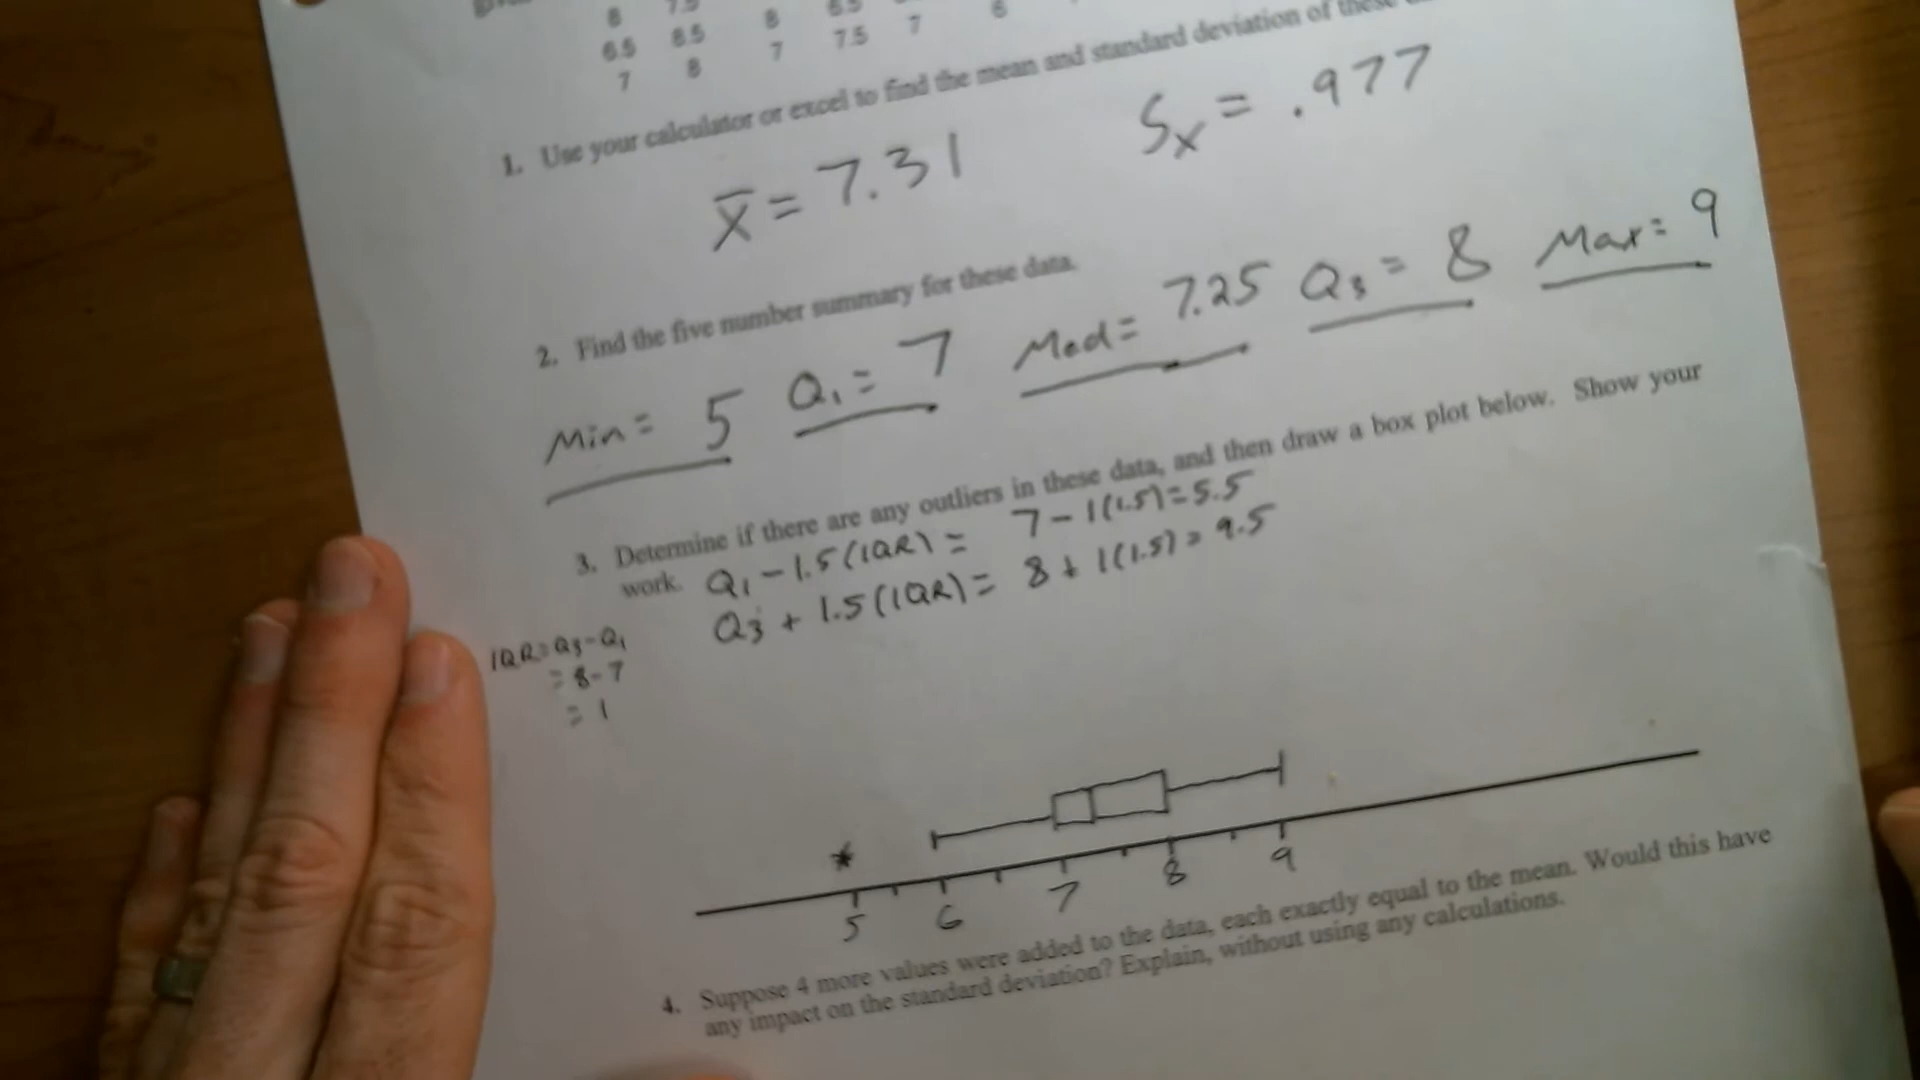 8 7.5 8 6.5
6.5 8.5 7 7.5 7 6
7 8
1. Use your calculator or excel to find the mean and standard deviation of these
x̄ = 7.31 Sx = .977
2. Find the five number summary for these data.
Min = 5 Q1 = 7 Med = 7.25 Q3 = 8 Max = 9
3. Determine if there are any outliers in these data, and then draw a box plot below. Show your
work. Q1 - 1.5(IQR) = 7 - 1(1.5) = 5.5
Q3 + 1.5(IQR) = 8 + 1(1.5) = 9.5
IQR = Q3 - Q1
= 8 - 7
= 1
*
5 6 7 8 9
4. Suppose 4 more values were added to the data, each exactly equal to the mean. Would this have
any impact on the standard deviation? Explain, without using any calculations.